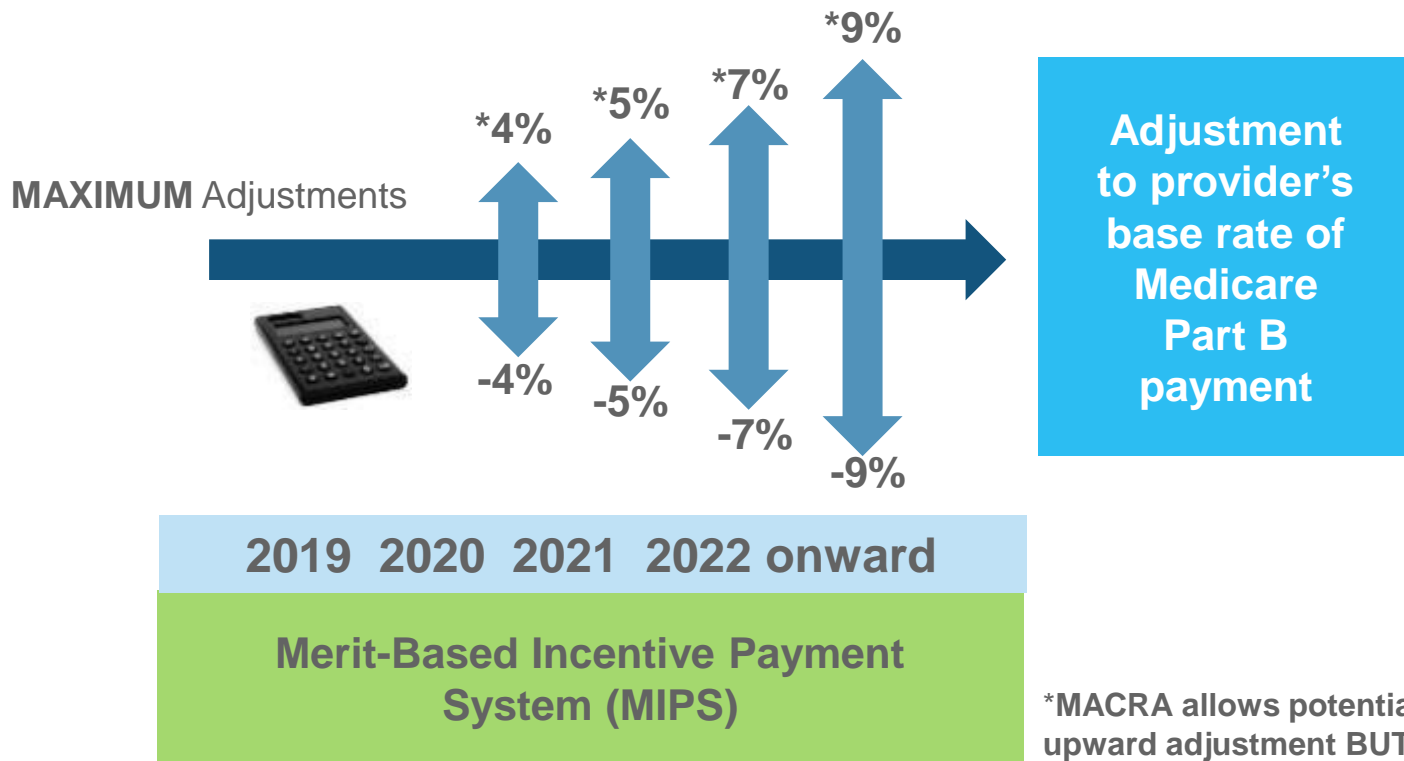 *9%
*7%
*5%
*4%
MAXIMUM Adjustments
-4%
-5%
-7%
-9%
Adjustment
to provider’s
base rate of
Medicare
Part B
payment
2019 2020 2021 2022 onward
Merit-Based Incentive Payment
System (MIPS)
*MACRA allows
upward adjustment BUT